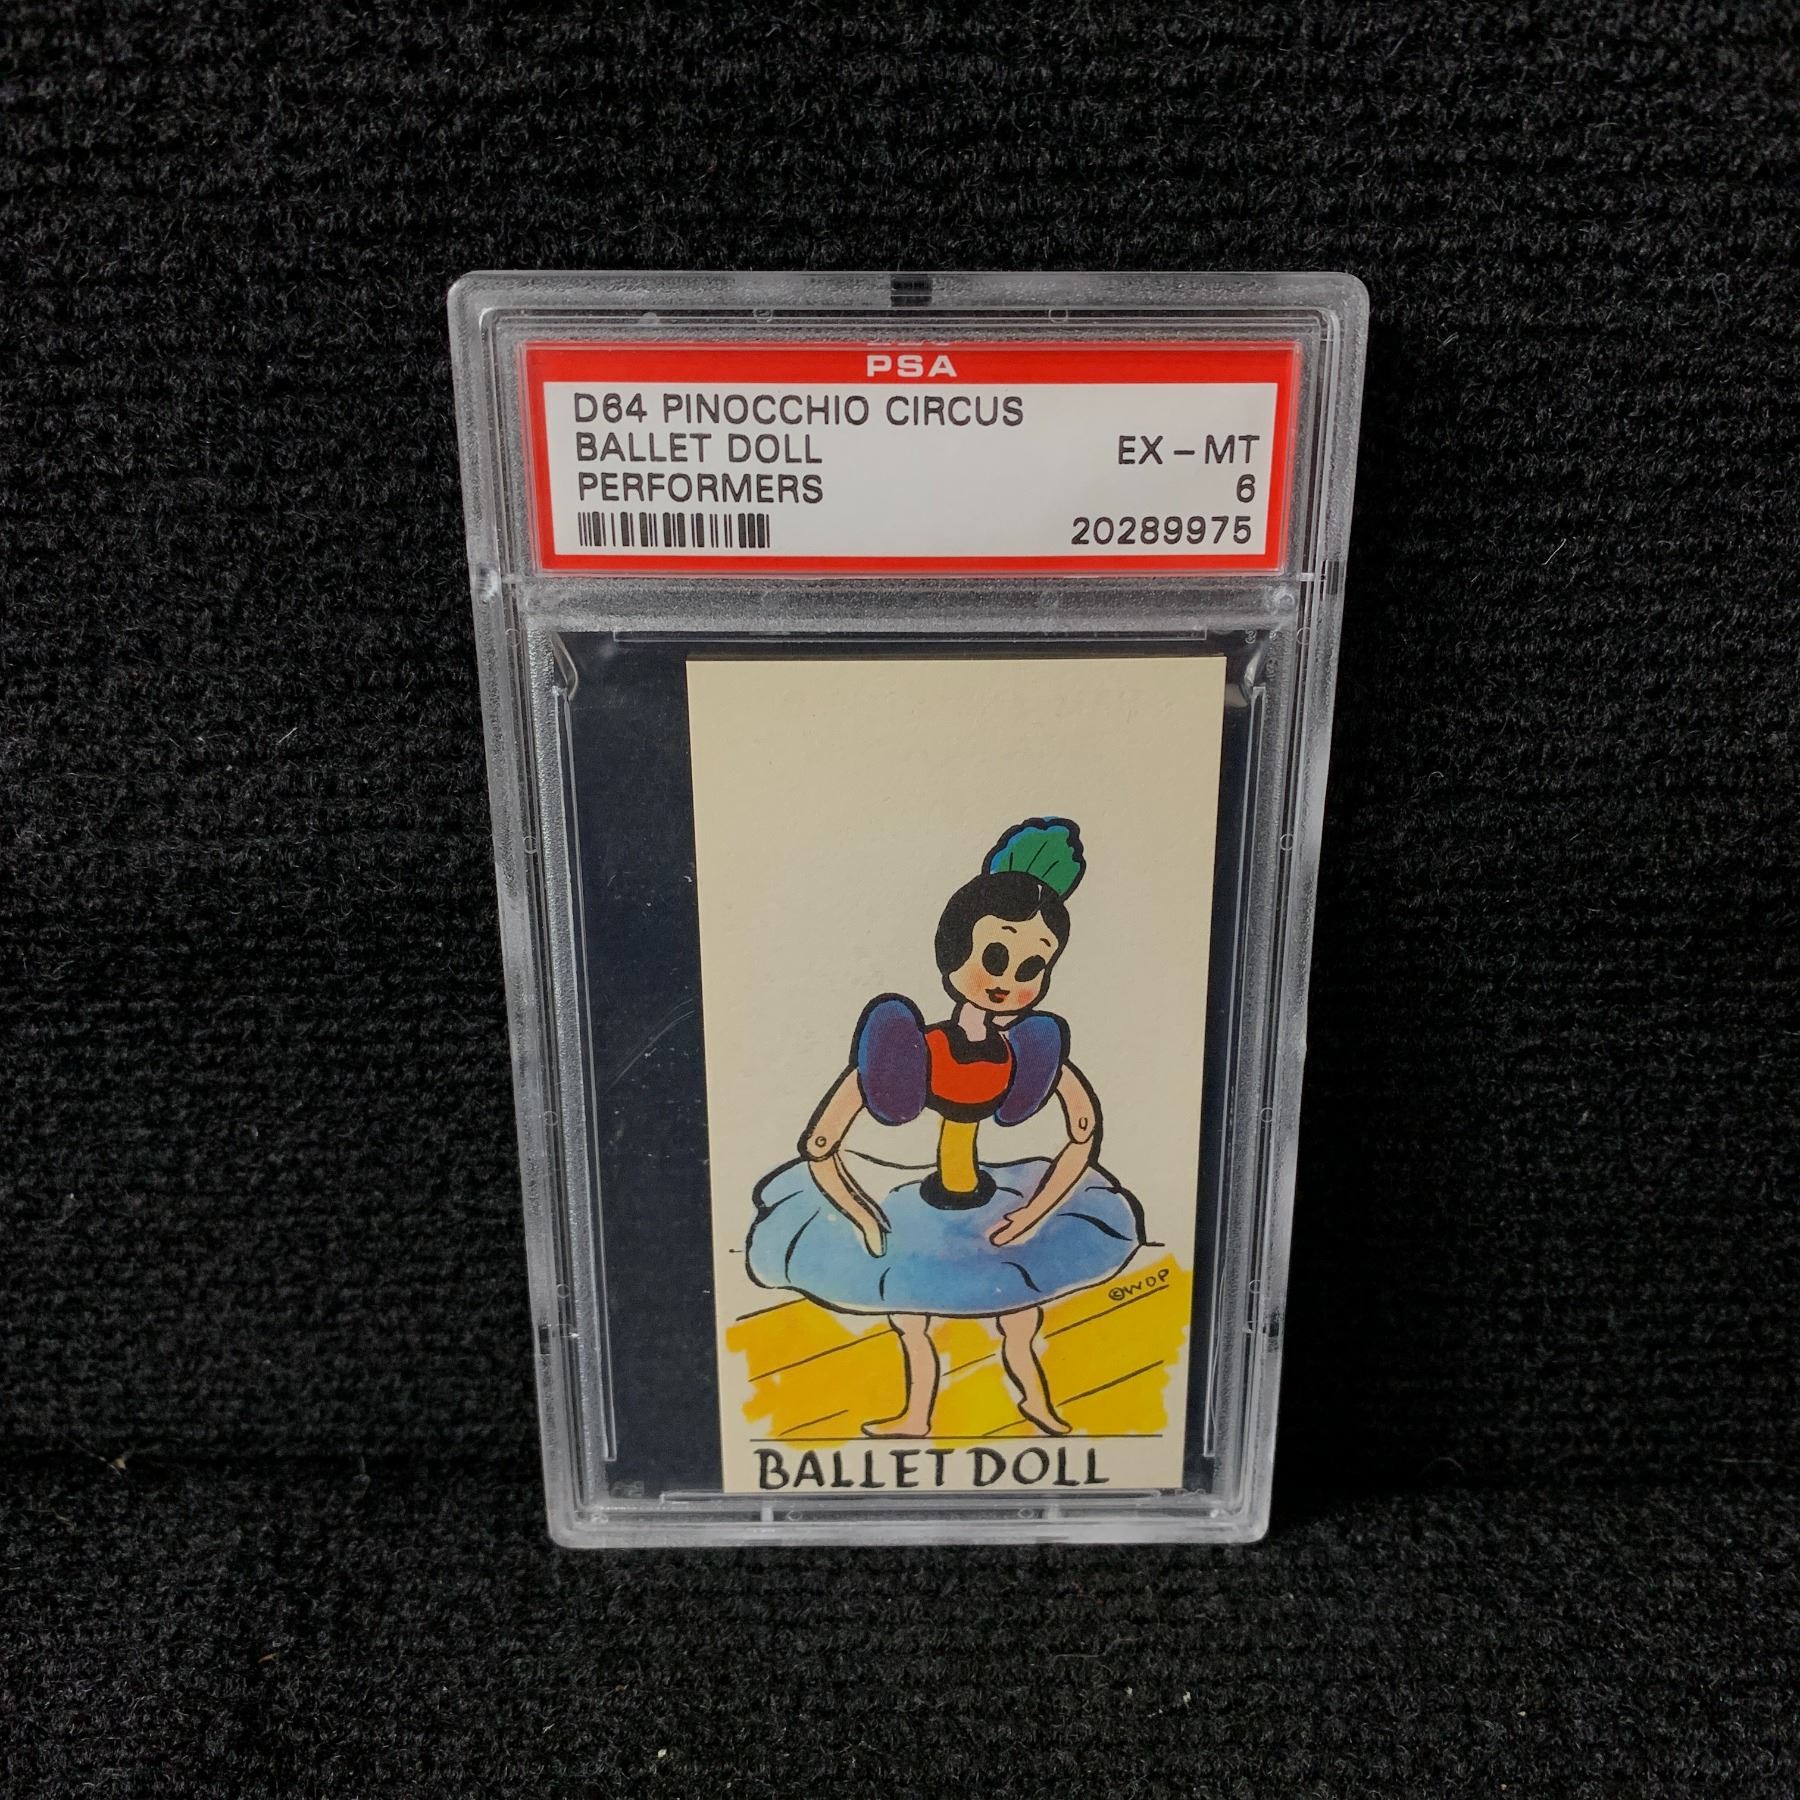 PSA
D64 PINOCCHIO CIRCUS
BALLET DOLL
EX - MT
PERFORMERS
6
20289975
©WDP
BALLET DOLL